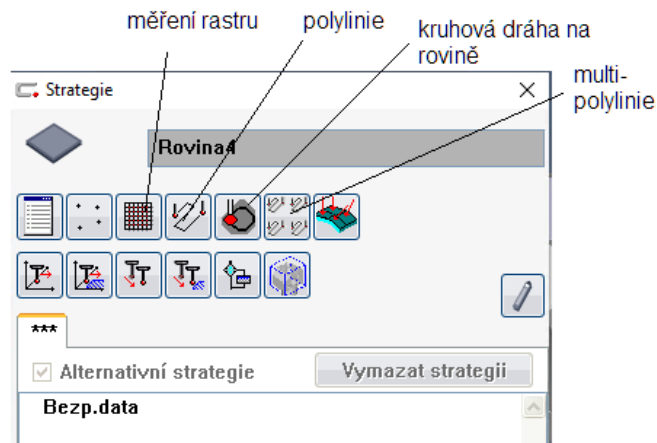 měření rastru
polylinie
kruhová dráha na
rovině
multi-
polylinie
Strategie
Rovina4
***
Alternativní strategie
Vymazat strategii
Bezp.data